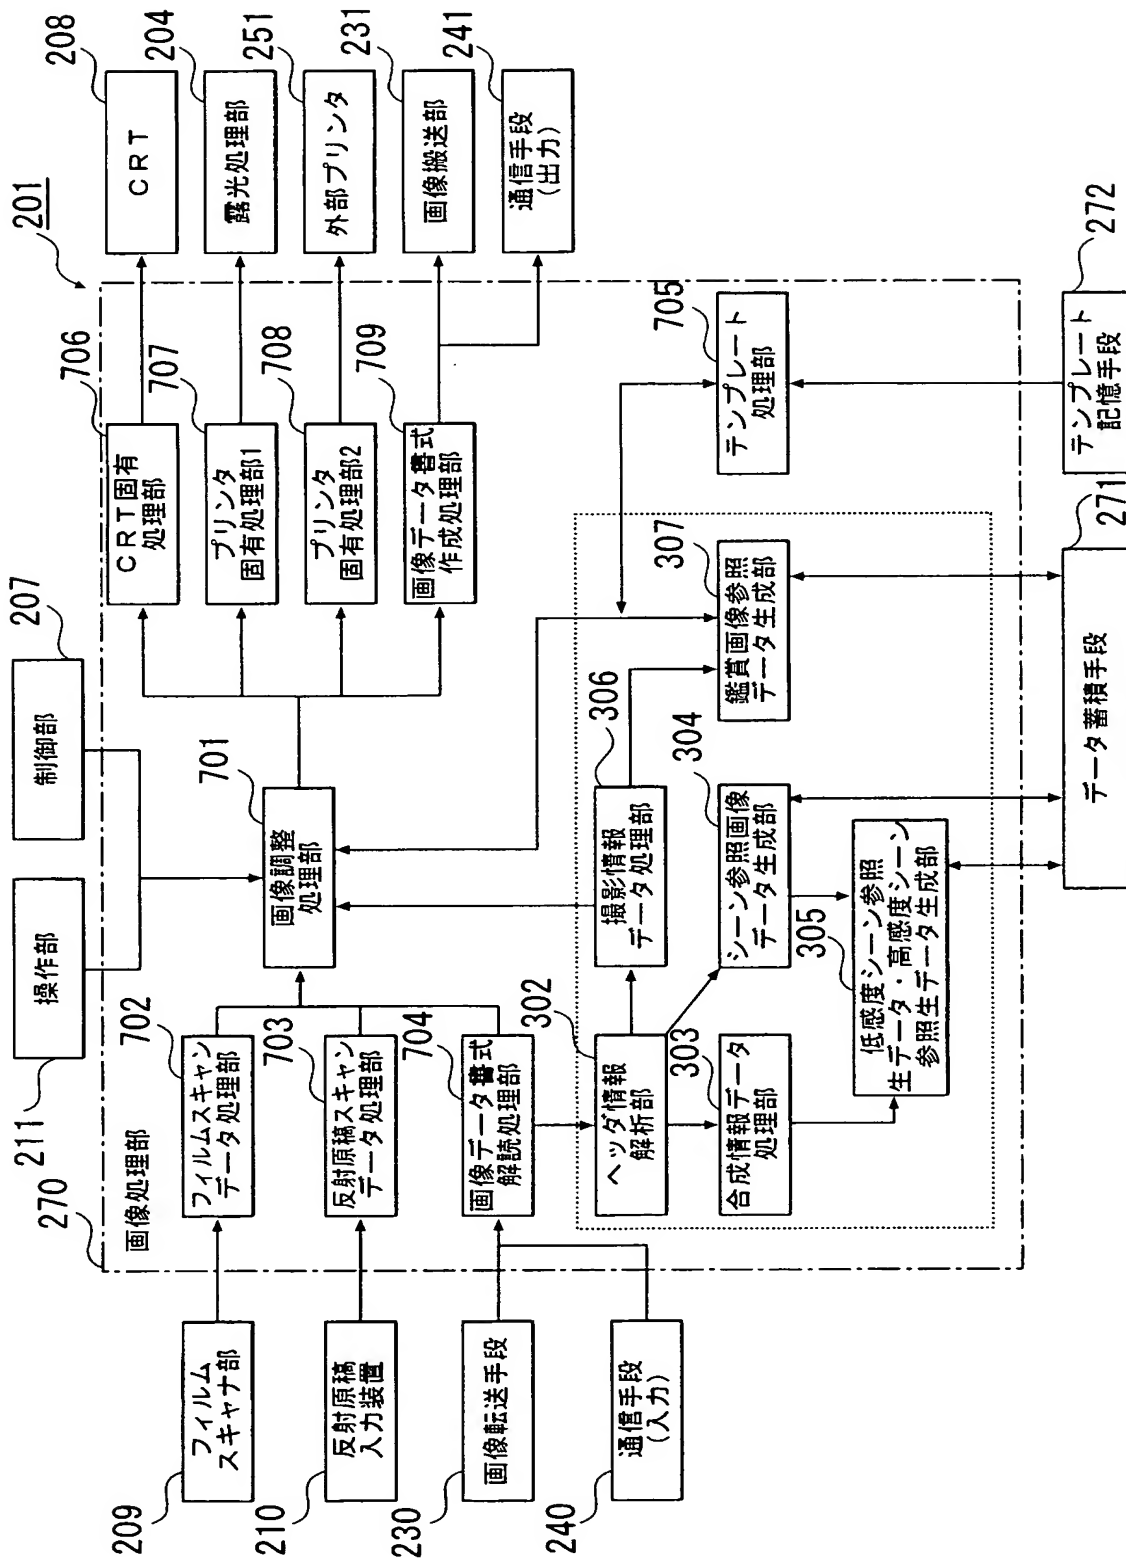 201
211
操作部
207
制御部
270
画像処理部
209
フィルム
スキャナ部
210
反射原稿
入力装置
230
画像転送手段
240
通信手段
(入力)
702
フィルムスキャン
データ処理部
703
反射原稿スキャン
データ処理部
704
画像データ書式
解読処理部
701
画像調整
処理部
706
CRT固有
処理部
707
プリンタ
固有処理部1
708
プリンタ
固有処理部2
709
画像データ書式
作成処理部
208
CRT
204
露光処理部
251
外部プリンタ
231
画像搬送部
241
通信手段
(出力)
302
ヘッダ情報
解析部
303
合成情報データ
処理部
306
撮影情報
データ処理部
304
シーン参照画像
データ生成部
305
低感度シーン参照
生データ・高感度シーン
参照生データ生成部
307
鑑賞画像参照
データ生成部
705
テンプレート
処理部
271
データ蓄積手段
272
テンプレート
記憶手段